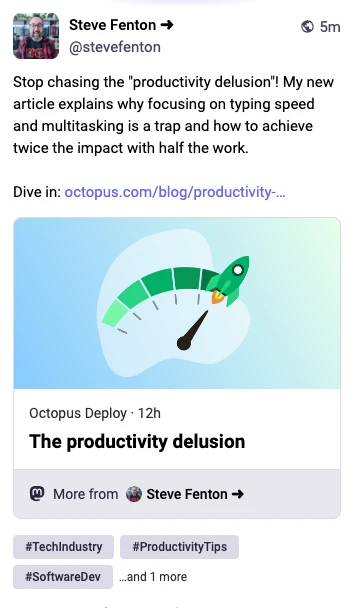 Steve Fenton ➜
5m
@stevefenton
Stop chasing the "productivity delusion"! My new
article explains why focusing on typing speed
and multitasking is a trap and how to achieve
twice the impact with half the work.
Dive in: octopus.com/blog/productivity-…
Octopus Deploy · 12h
The productivity delusion
More from Steve Fenton ➜
#TechIndustry #ProductivityTips
#SoftwareDev …and 1 more